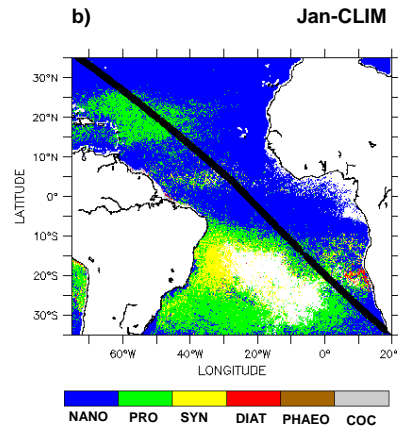 b) Jan-CLIM
30°N
20°N
10°N
0°
10°S
20°S
30°S
LATITUDE
60°W 40°W 20°W 0° 20°
LONGITUDE
NANO PRO SYN DIAT PHAEO COC